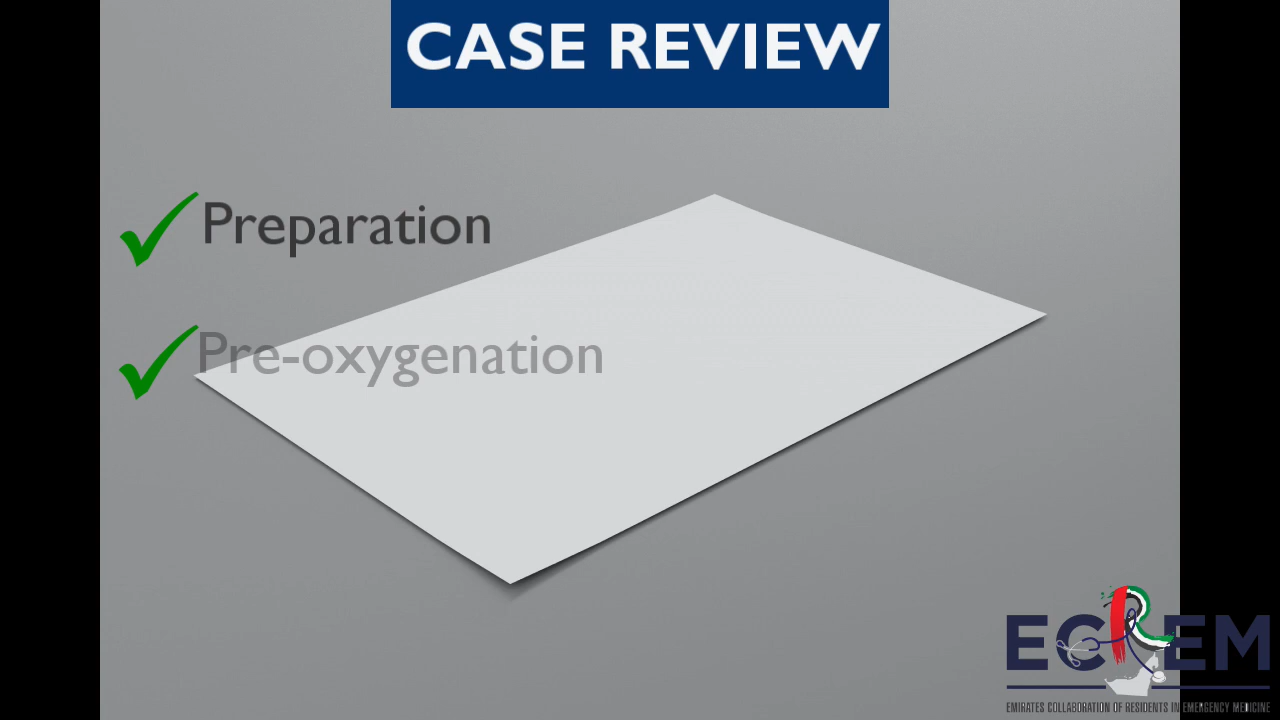 CASE REVIEW
Preparation
Pre-oxygenation
ECREM
EMIRATES COLLABORATION OF RESIDENTS IN EMERGENCY MEDICINE